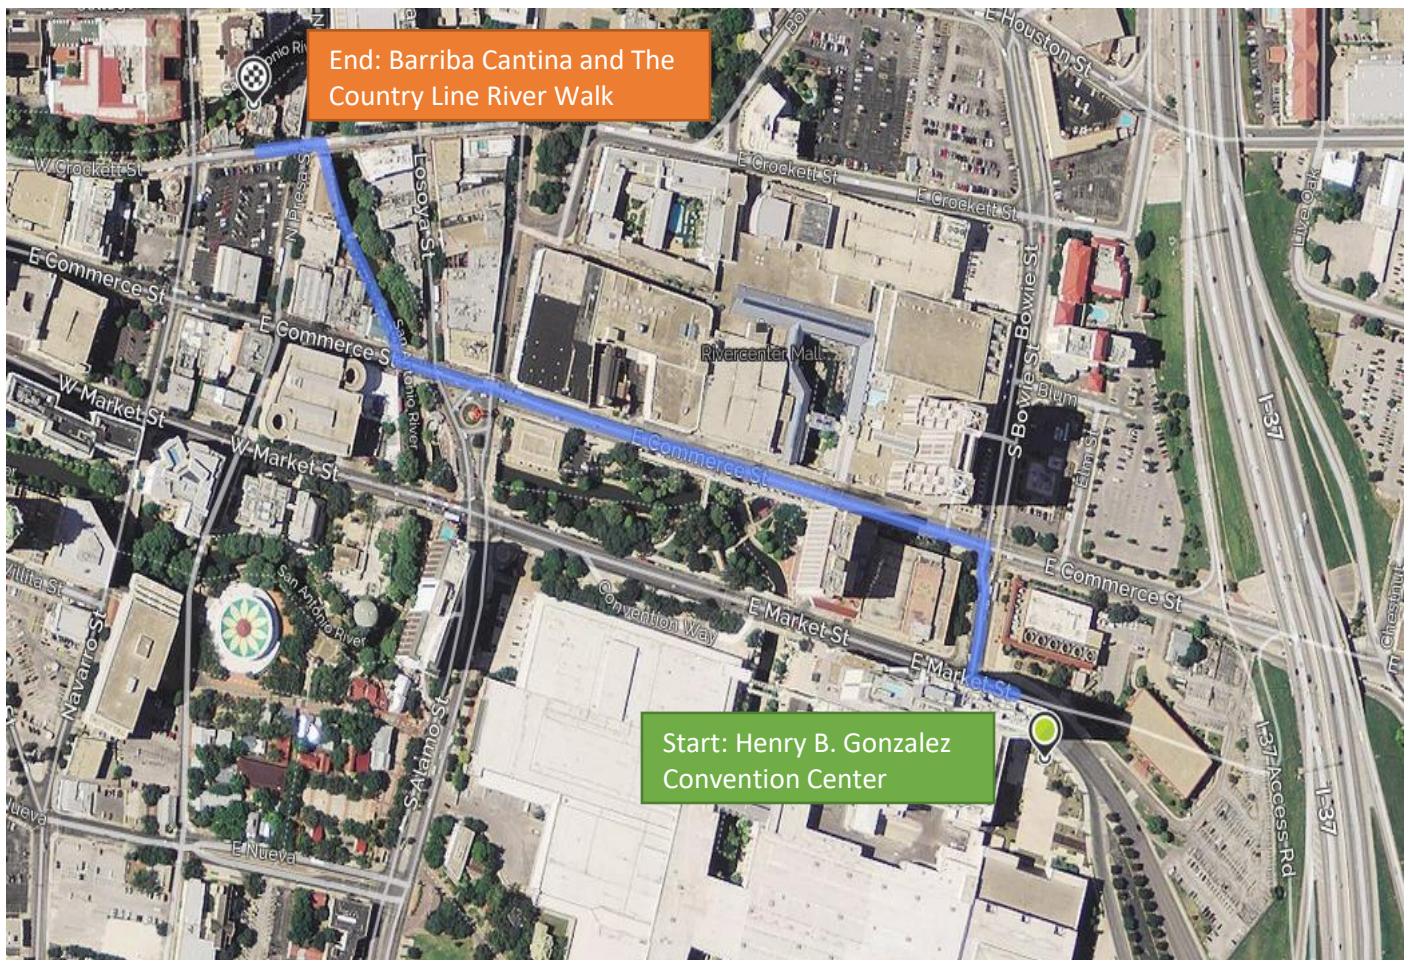 E Houston St
End: Barriba Cantina and The
Country Line River Walk
W Crockett St
N Presa S
Losoya St
E Crockett St
E Crockett St
Live Oak
E Commerce St
E Commerce St
San Antonio River
Rivercenter Mall
S Bowie St
Bowie St
Blum
Elm St
I-37
W Market St
W Market St
E Commerce St
E Commerce St
Convention Way
E Market St
E Market St
San Antonio River
Villita St
Navarro St
S Alamo St
E Chestnut
Start: Henry B. Gonzalez
Convention Center
I-37 Access Rd
I-37
Nueva
E Nueva